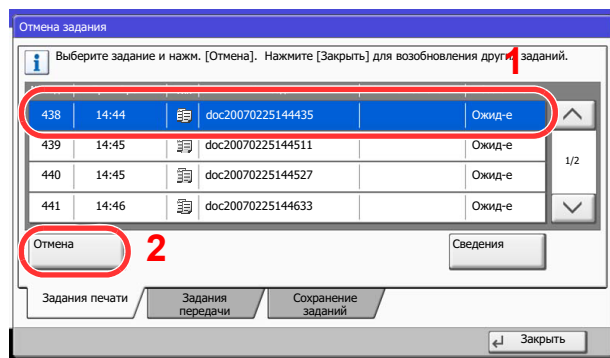 Отмена задания
Выберите задание и нажм. [Отмена]. Нажмите [Закрыть] для возобновления других заданий.
1
438 14:44 doc20070225144435 Ожид-е
439 14:45 doc20070225144511 Ожид-е
1/2
440 14:45 doc20070225144527 Ожид-е
441 14:46 doc20070225144633 Ожид-е
Отмена 2 Сведения
Задания печати Задания передачи Сохранение заданий
Закрыть